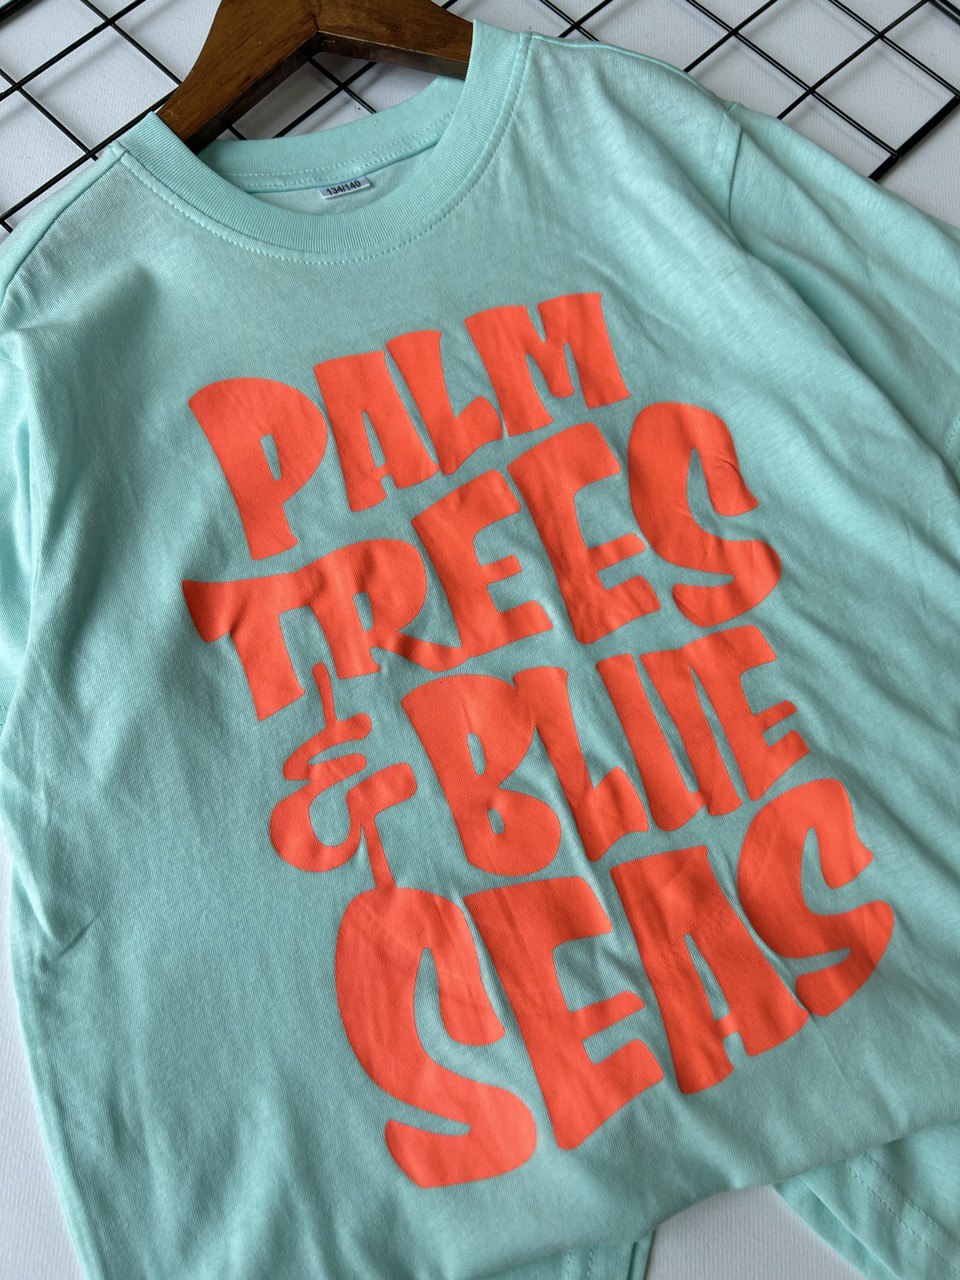 134/140
PALM
TREES
& BLUE
SEAS